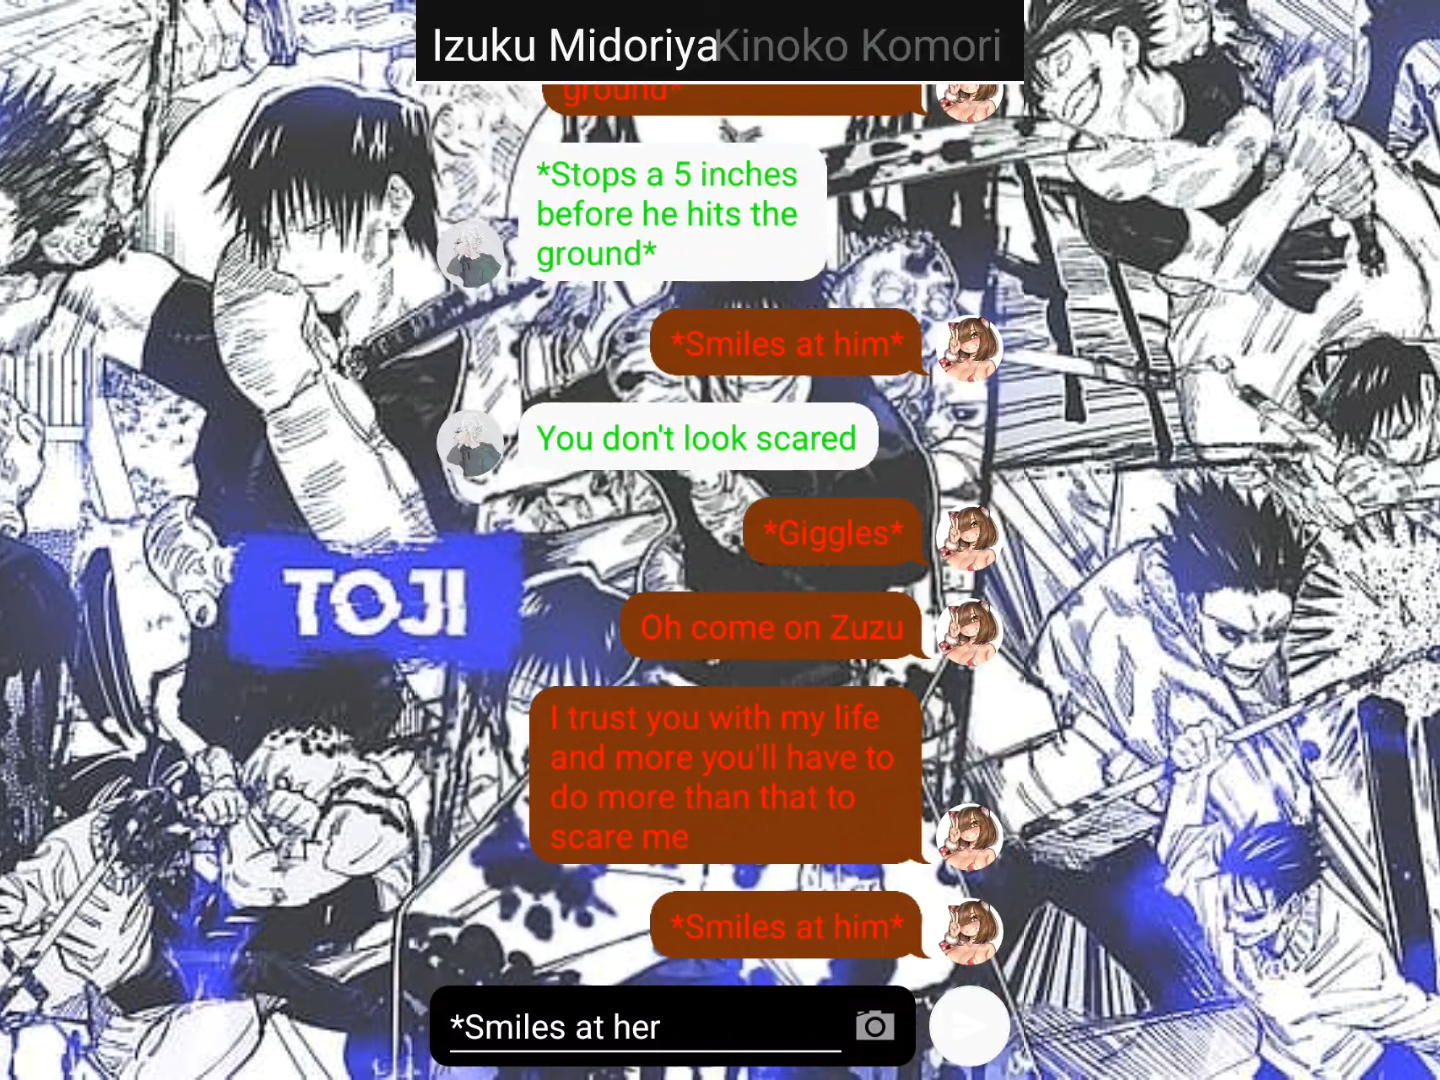 Izuku Midoriya Kinoko Komori
ground*
*Stops a 5 inches
before he hits the
ground*
*Smiles at him*
You don't look scared
*Giggles*
TOJI
Oh come on Zuzu
I trust you with my life
and more you'll have to
do more than that to
scare me
*Smiles at him*
*Smiles at her